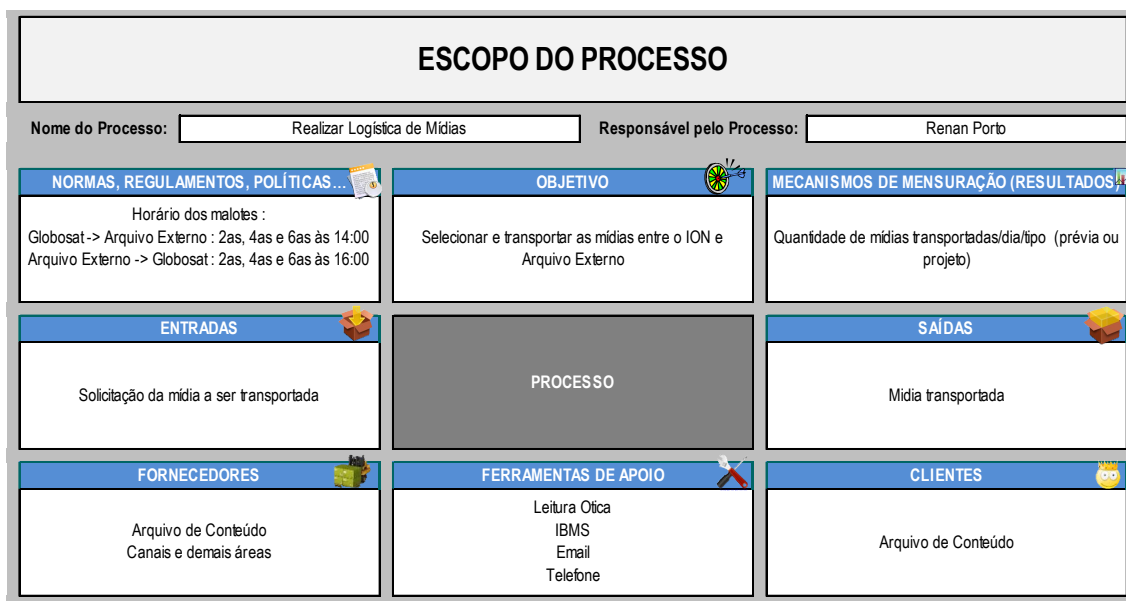 ESCOPO DO PROCESSO
Nome do Processo: Realizar Logística de Mídias Responsável pelo Processo: Renan Porto
NORMAS, REGULAMENTOS, POLÍTICAS...
Horário dos malotes :
Globosat -> Arquivo Externo : 2as, 4as e 6as às 14:00
Arquivo Externo -> Globosat : 2as, 4as e 6as às 16:00
OBJETIVO
Selecionar e transportar as mídias entre o ION e
Arquivo Externo
MECANISMOS DE MENSURAÇÃO (RESULTADOS)
Quantidade de mídias transportadas/dia/tipo (prévia ou
projeto)
ENTRADAS
Solicitação da mídia a ser transportada
PROCESSO
SAÍDAS
Midia transportada
FORNECEDORES
Arquivo de Conteúdo
Canais e demais áreas
FERRAMENTAS DE APOIO
Leitura Otica
IBMS
Email
Telefone
CLIENTES
Arquivo de Conteúdo